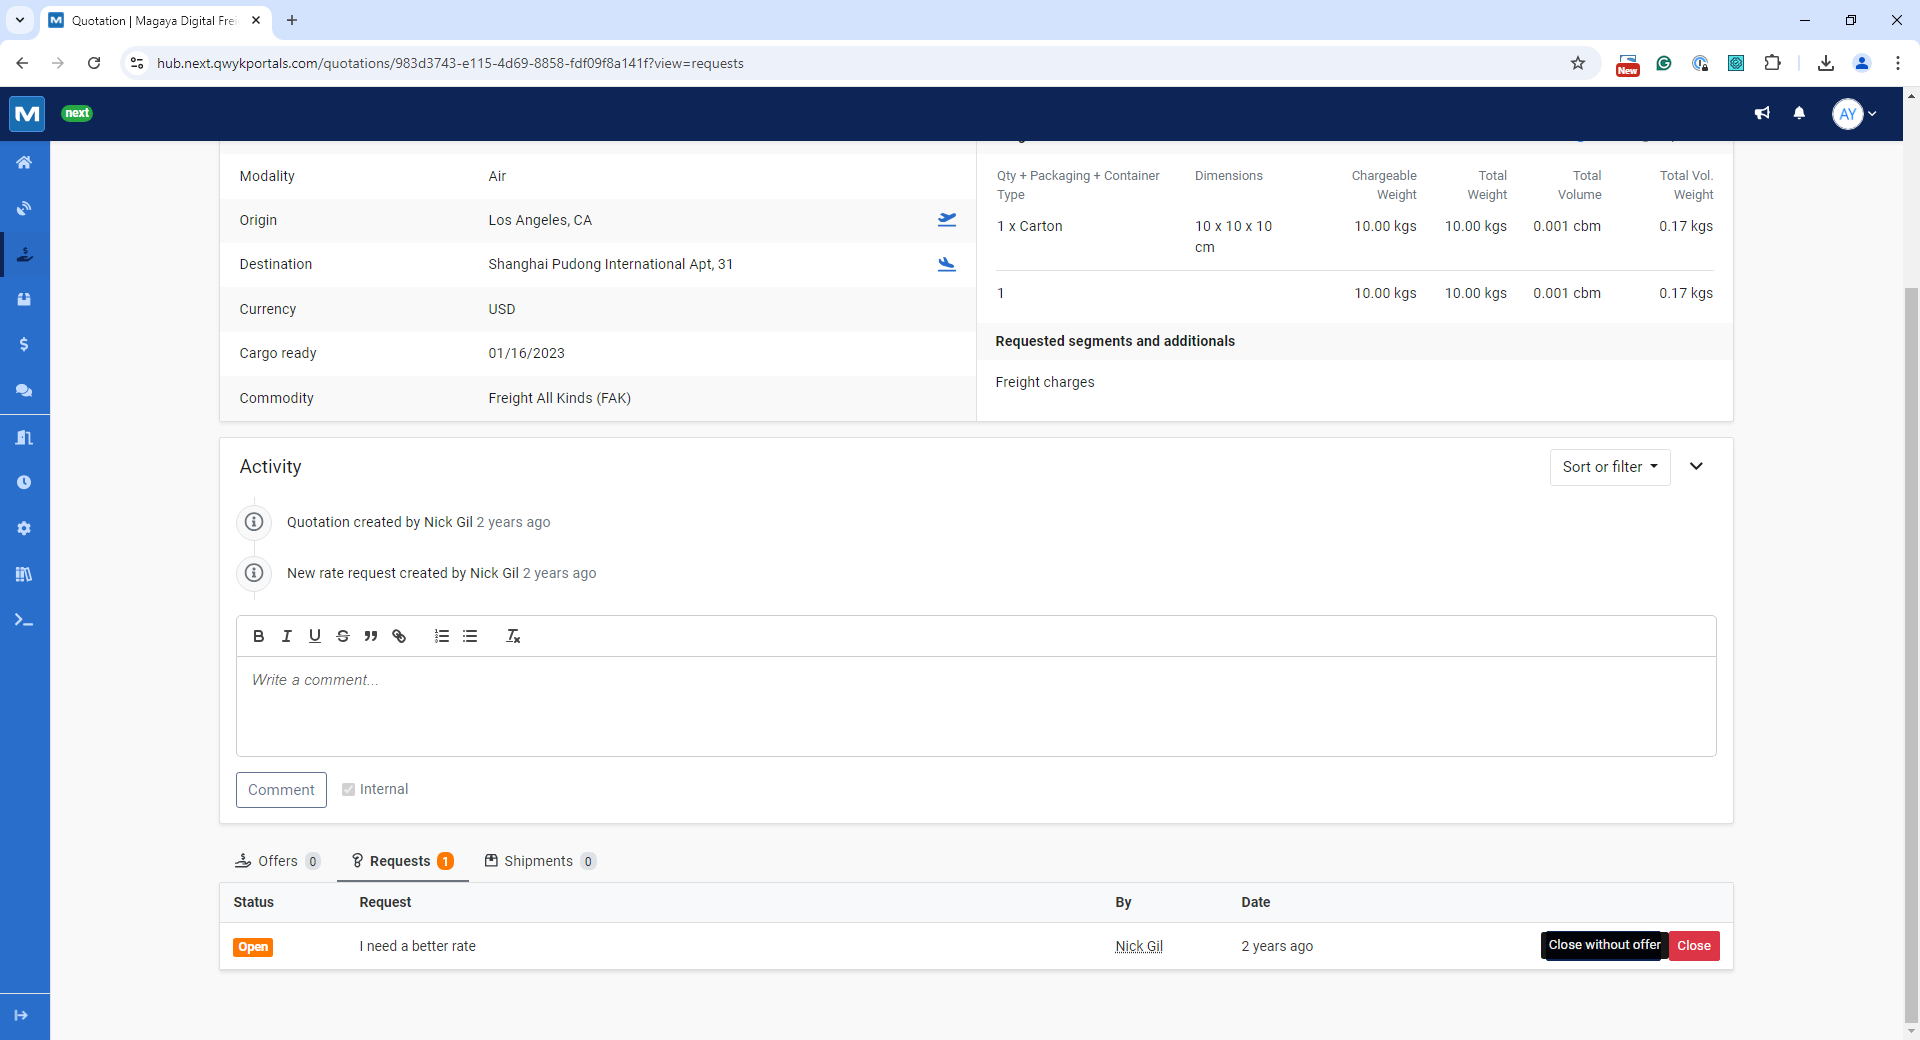 Quotation | Magaya Digital Frei
hub.next.qwykportals.com/quotations/983d3743-e115-4d69-8858-fdf09f8a141f?view=requests
New
M next
AY
Modality Air
Origin Los Angeles, CA
Destination Shanghai Pudong International Apt, 31
Currency USD
Cargo ready 01/16/2023
Commodity Freight All Kinds (FAK)
Qty + Packaging + Container Type Dimensions Chargeable Weight Total Weight Total Volume Total Vol. Weight
1 x Carton 10 x 10 x 10 cm 10.00 kgs 10.00 kgs 0.001 cbm 0.17 kgs
1 10.00 kgs 10.00 kgs 0.001 cbm 0.17 kgs
Requested segments and additionals
Freight charges
Activity
Sort or filter
Quotation created by Nick Gil 2 years ago
New rate request created by Nick Gil 2 years ago
Write a comment...
Comment Internal
Offers 0 Requests 1 Shipments 0
Status Request By Date
Open I need a better rate Nick Gil 2 years ago Close without offer Close